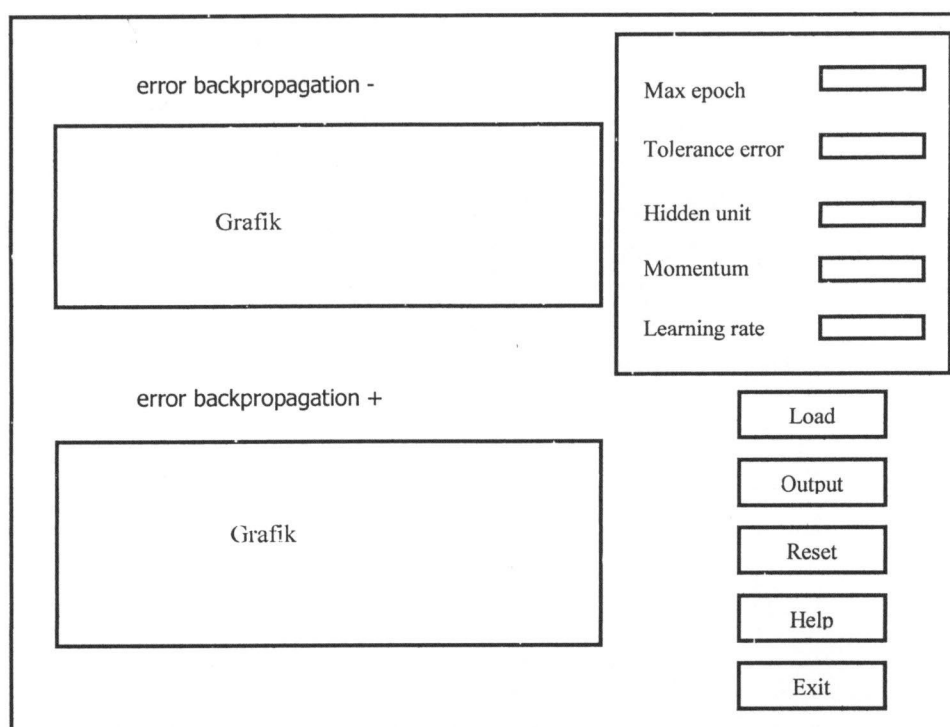 error backpropagation -
Grafik
error backpropagation +
Grafik
Max epoch
Tolerance error
Hidden unit
Momentum
Learning rate
Load
Output
Reset
Help
Exit